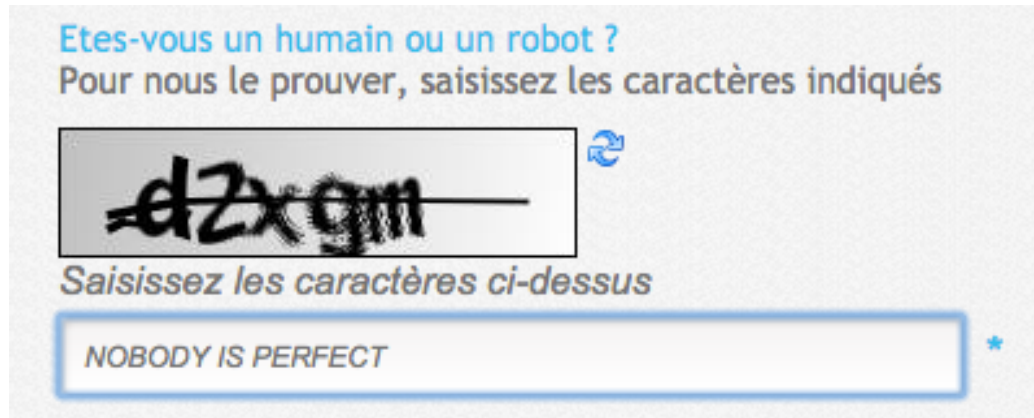 Etes-vous un humain ou un robot ?
Pour nous le prouver, saisissez les caractères indiqués
d2xgm
Saisissez les caractères ci-dessus
NOBODY IS PERFECT *